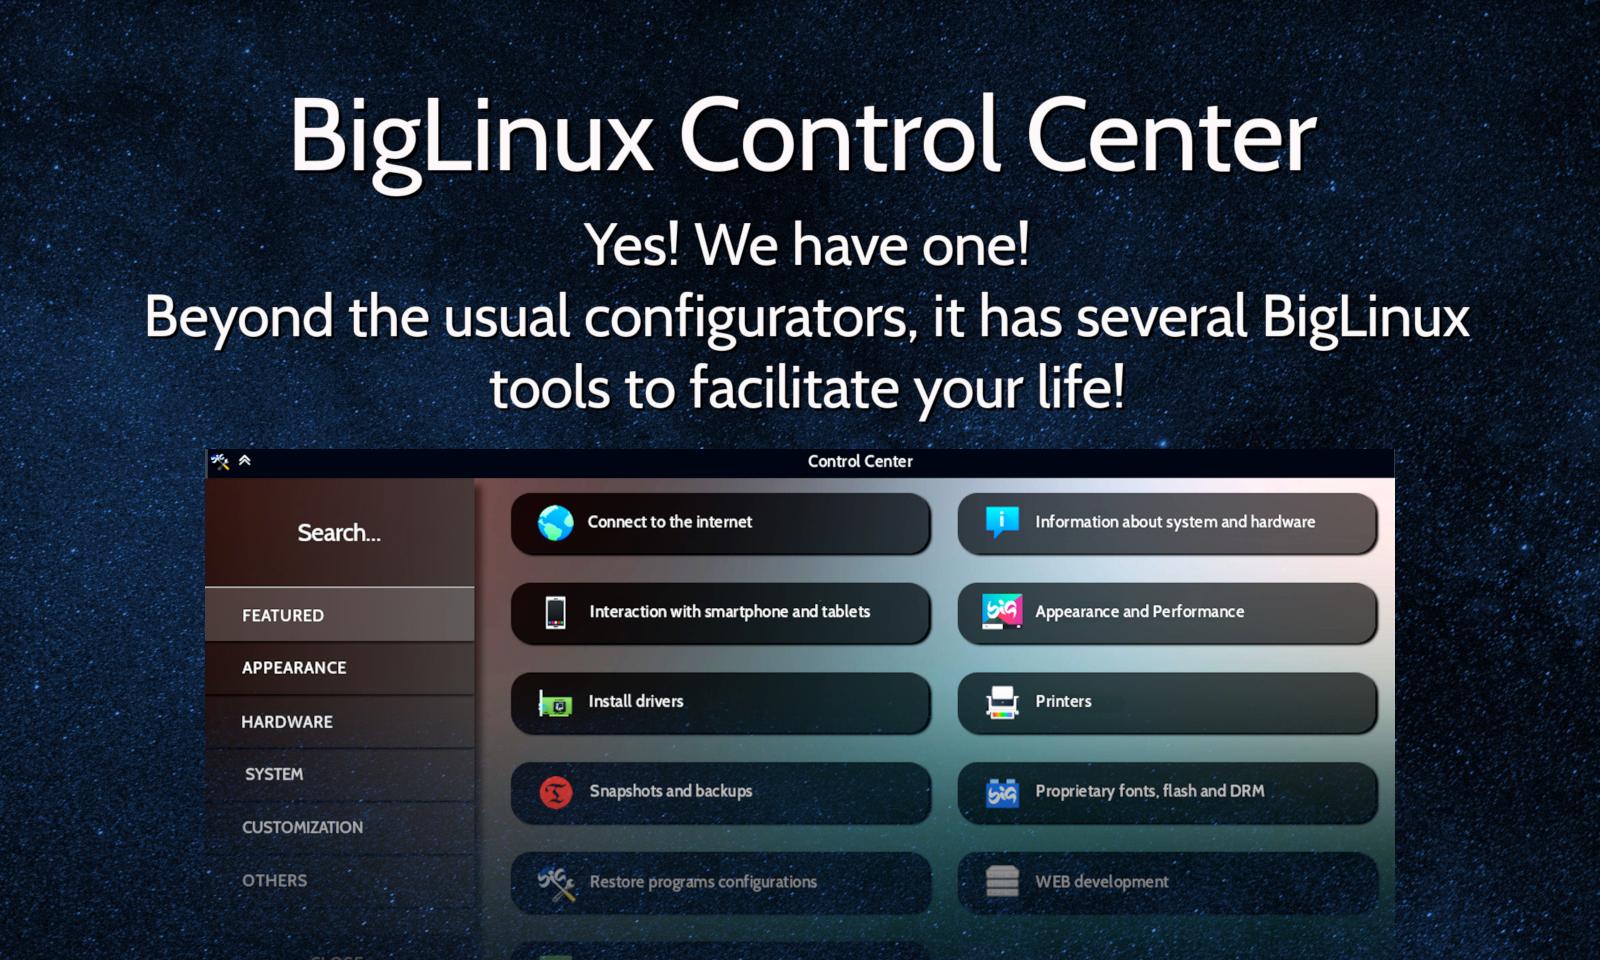 BigLinux Control Center
Yes! We have one!
Beyond the usual configurators, it has several BigLinux
tools to facilitate your life!
Control Center
Search...
FEATURED
APPEARANCE
HARDWARE
SYSTEM
CUSTOMIZATION
OTHERS
CLOSE
Connect to the internet
Information about system and hardware
Interaction with smartphone and tablets
Appearance and Performance
Install drivers
Printers
Snapshots and backups
Proprietary fonts, flash and DRM
Restore programs configurations
WEB development